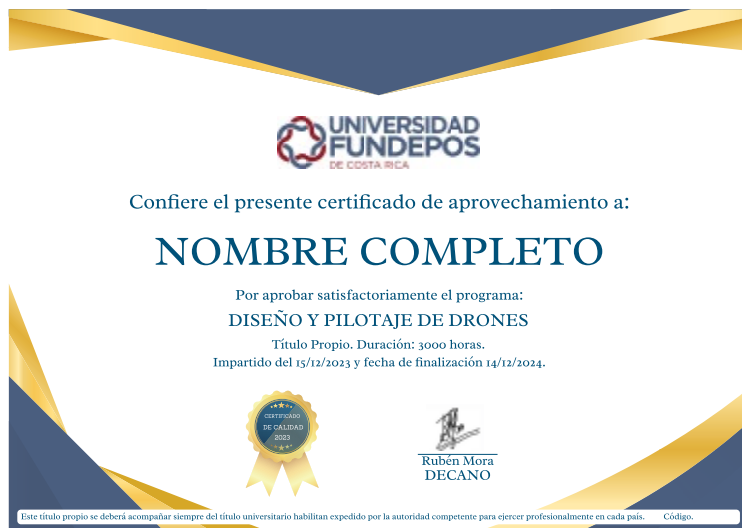 UNIVERSIDAD
FUNDEPOS
DE COSTA RICA
Confiere el presente certificado de aprovechamiento a:
NOMBRE COMPLETO
Por aprobar satisfactoriamente el programa:
DISEÑO Y PILOTAJE DE DRONES
Título Propio. Duración: 3000 horas.
Impartido del 15/12/2023 y fecha de finalización 14/12/2024.
CERTIFICADO
DE CALIDAD
2023
Rubén Mora
DECANO
Este título propio se deberá acompañar siempre del título universitario habilitan expedido por la autoridad competente para ejercer profesionalmente en cada país. Código.